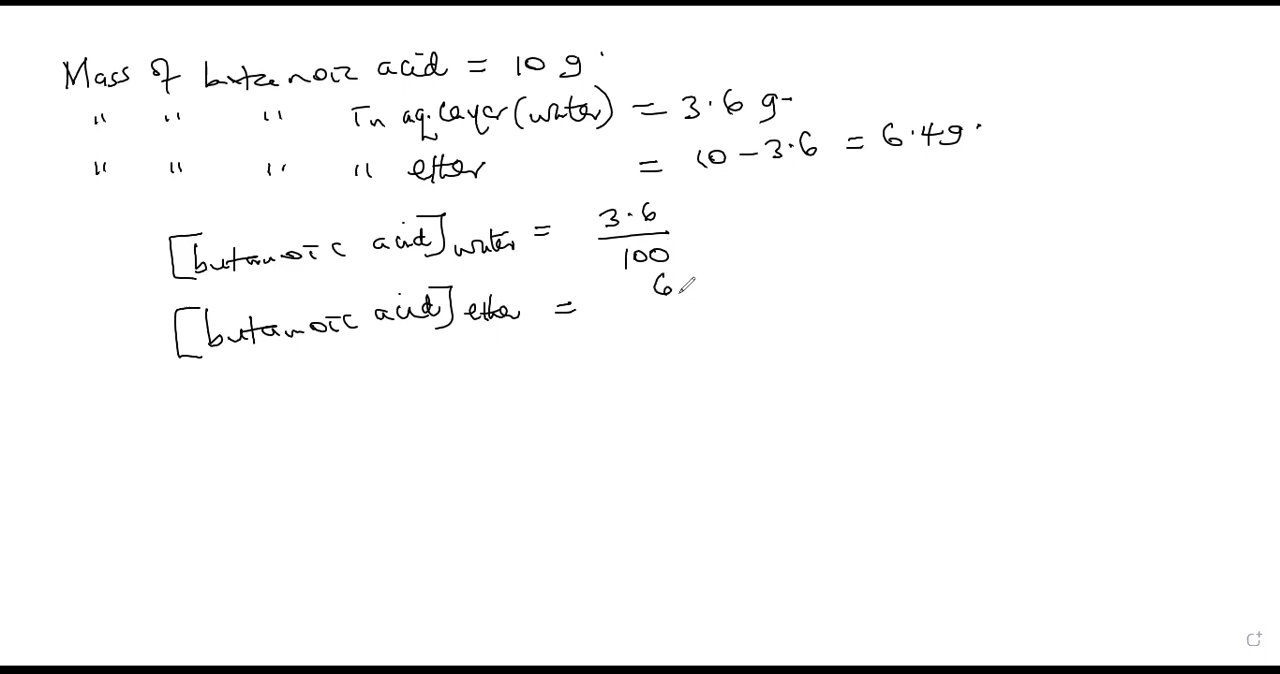 Mass of butanoic acid = 10 g.
" " " In aq. layer (water) = 3.6 g-
" " " " ether = 10 - 3.6 = 6.4g.
[butanoic acid] water = 3.6
100
[butanoic acid] ether = 6